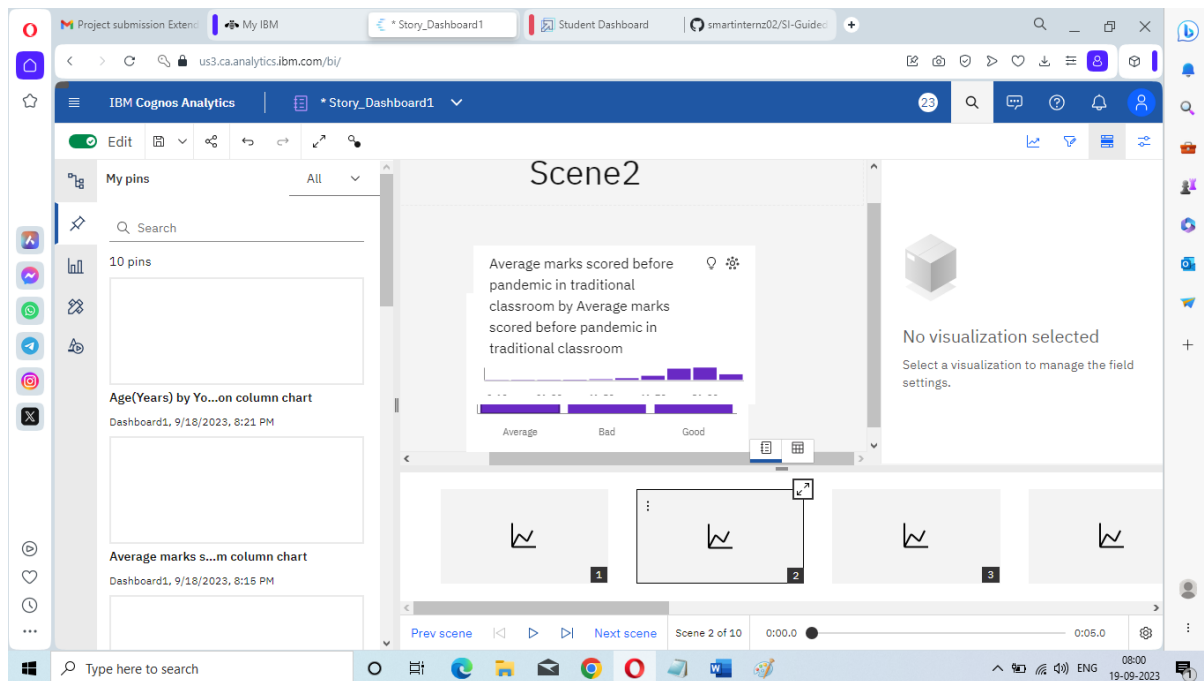 Project submission Extend
My IBM
* Story_Dashboard1
Student Dashboard
smartinternz02/SI-Guided
us3.ca.analytics.ibm.com/bi/
IBM Cognos Analytics
* Story_Dashboard1
23
Edit
My pins
All
Search
10 pins
Age(Years) by Yo...on column chart
Dashboard1, 9/18/2023, 8:21 PM
Average marks s...m column chart
Dashboard1, 9/18/2023, 8:15 PM
Scene2
Average marks scored before
pandemic in traditional
classroom by Average marks
scored before pandemic in
traditional classroom
Average
Bad
Good
No visualization selected
Select a visualization to manage the field
settings.
1
2
3
Prev scene
Next scene
Scene 2 of 10
0:00.0
0:05.0
Type here to search
ENG
08:00
19-09-2023
1